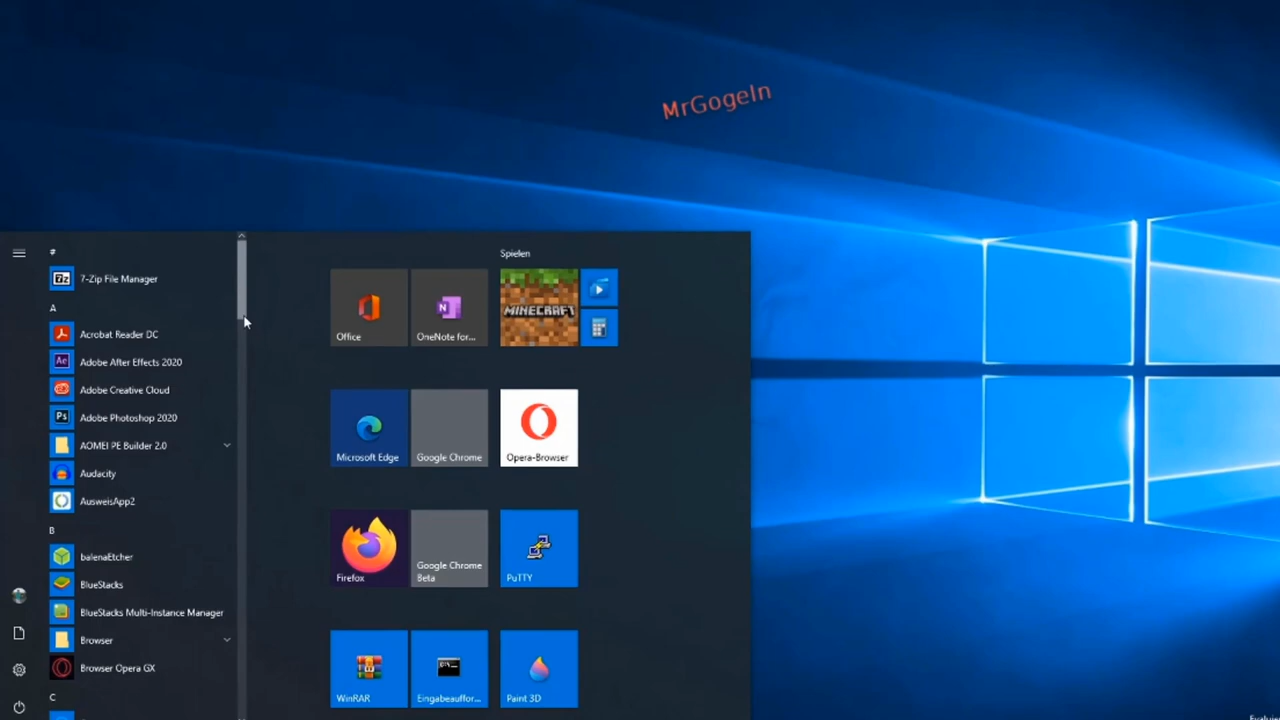 MrGogeln
#
7-Zip File Manager
A
Acrobat Reader DC
Adobe After Effects 2020
Adobe Creative Cloud
Adobe Photoshop 2020
AOMEI PE Builder 2.0
Audacity
AusweisApp2
B
balenaEtcher
BlueStacks
BlueStacks Multi-Instance Manager
Browser
Browser Opera GX
C
Spielen
Office
OneNote for...
MINECRAFT
Microsoft Edge
Google Chrome
Opera-Browser
Firefox
Google Chrome
Beta
PuTTY
WinRAR
Eingabeauffor...
Paint 3D